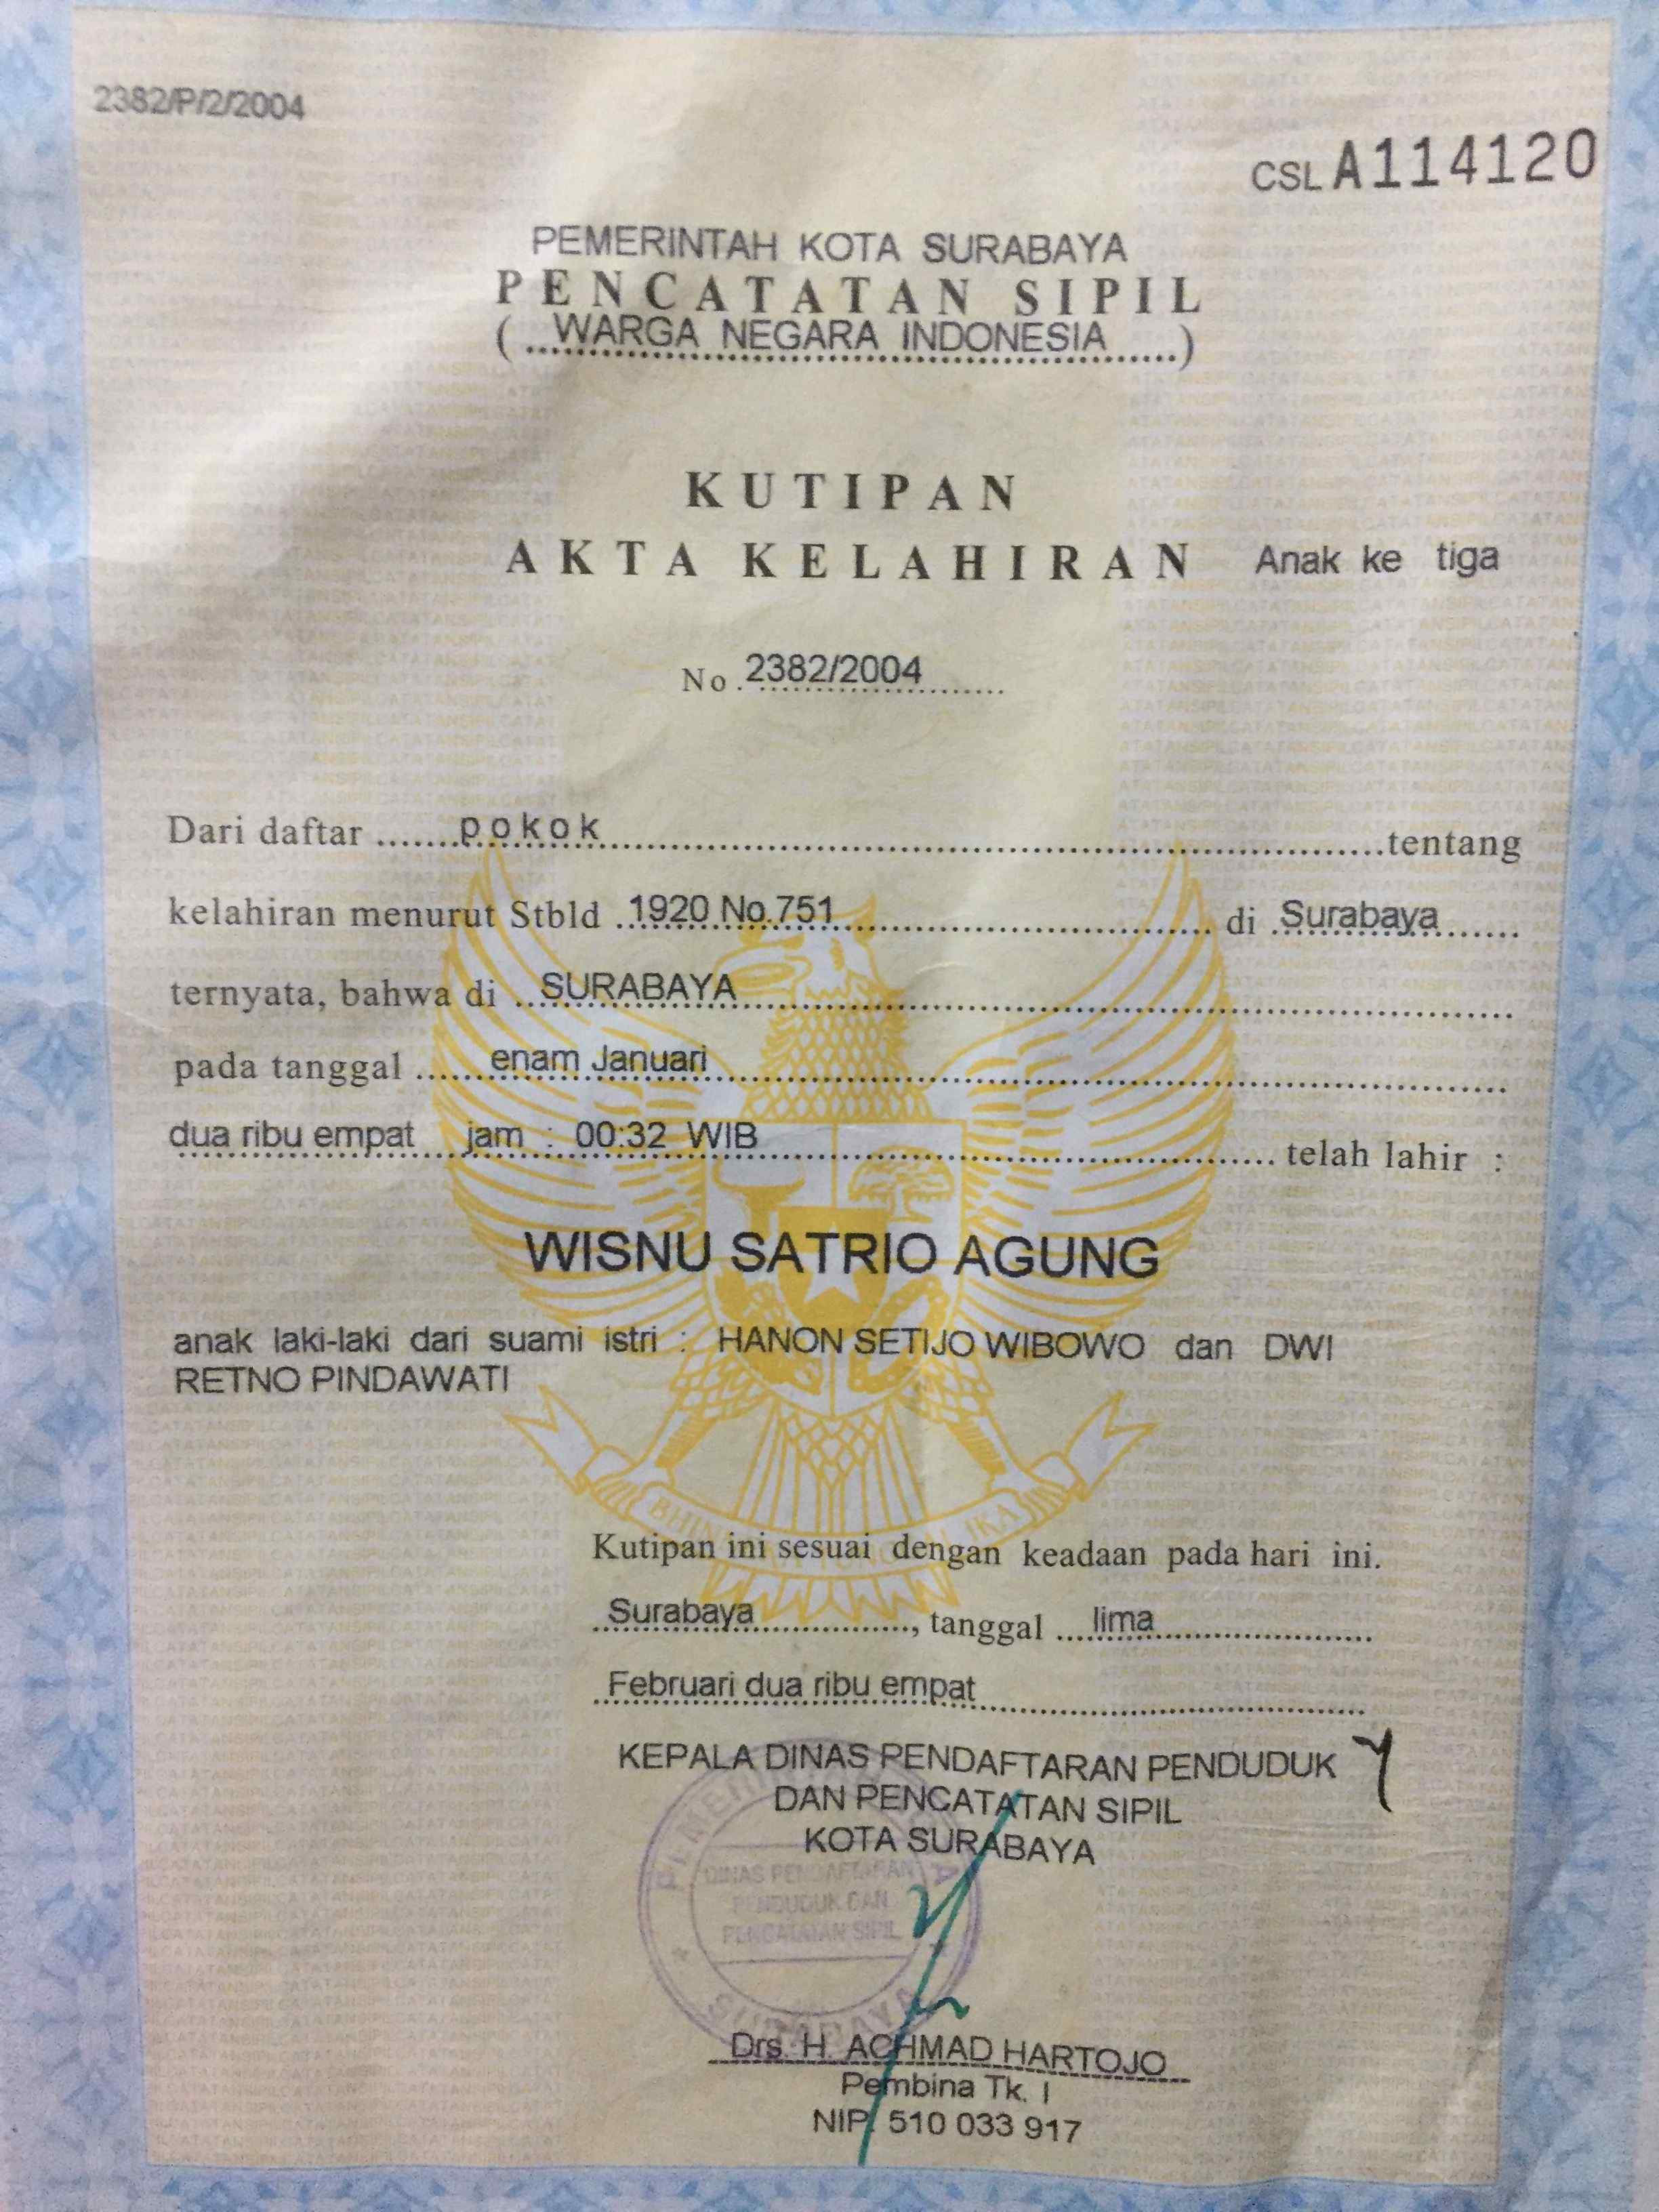 2382/P/2/2004
CSL A114120
PEMERINTAH KOTA SURABAYA
PENCATATAN SIPIL
( WARGA NEGARA INDONESIA )
KUTIPAN
AKTA KELAHIRAN Anak ke tiga
No. 2382/2004
Dari daftar pokok tentang
kelahiran menurut Stbld 1920 No.751 di Surabaya
ternyata, bahwa di SURABAYA
pada tanggal enam Januari
dua ribu empat jam : 00:32 WIB telah lahir :
WISNU SATRIO AGUNG
anak laki-laki dari suami istri : HANON SETIJO WIBOWO dan DWI
RETNO PINDAWATI
Kutipan ini sesuai dengan keadaan pada hari ini.
Surabaya, tanggal lima
Februari dua ribu empat
KEPALA DINAS PENDAFTARAN PENDUDUK
DAN PENCATATAN SIPIL
KOTA SURABAYA
DINAS PENDAFTARAN
PENDUDUK DAN
PENCATATAN SIPIL
SURABAYA
Drs. H. ACHMAD HARTOJO
Pembina Tk. I
NIP. 510 033 917